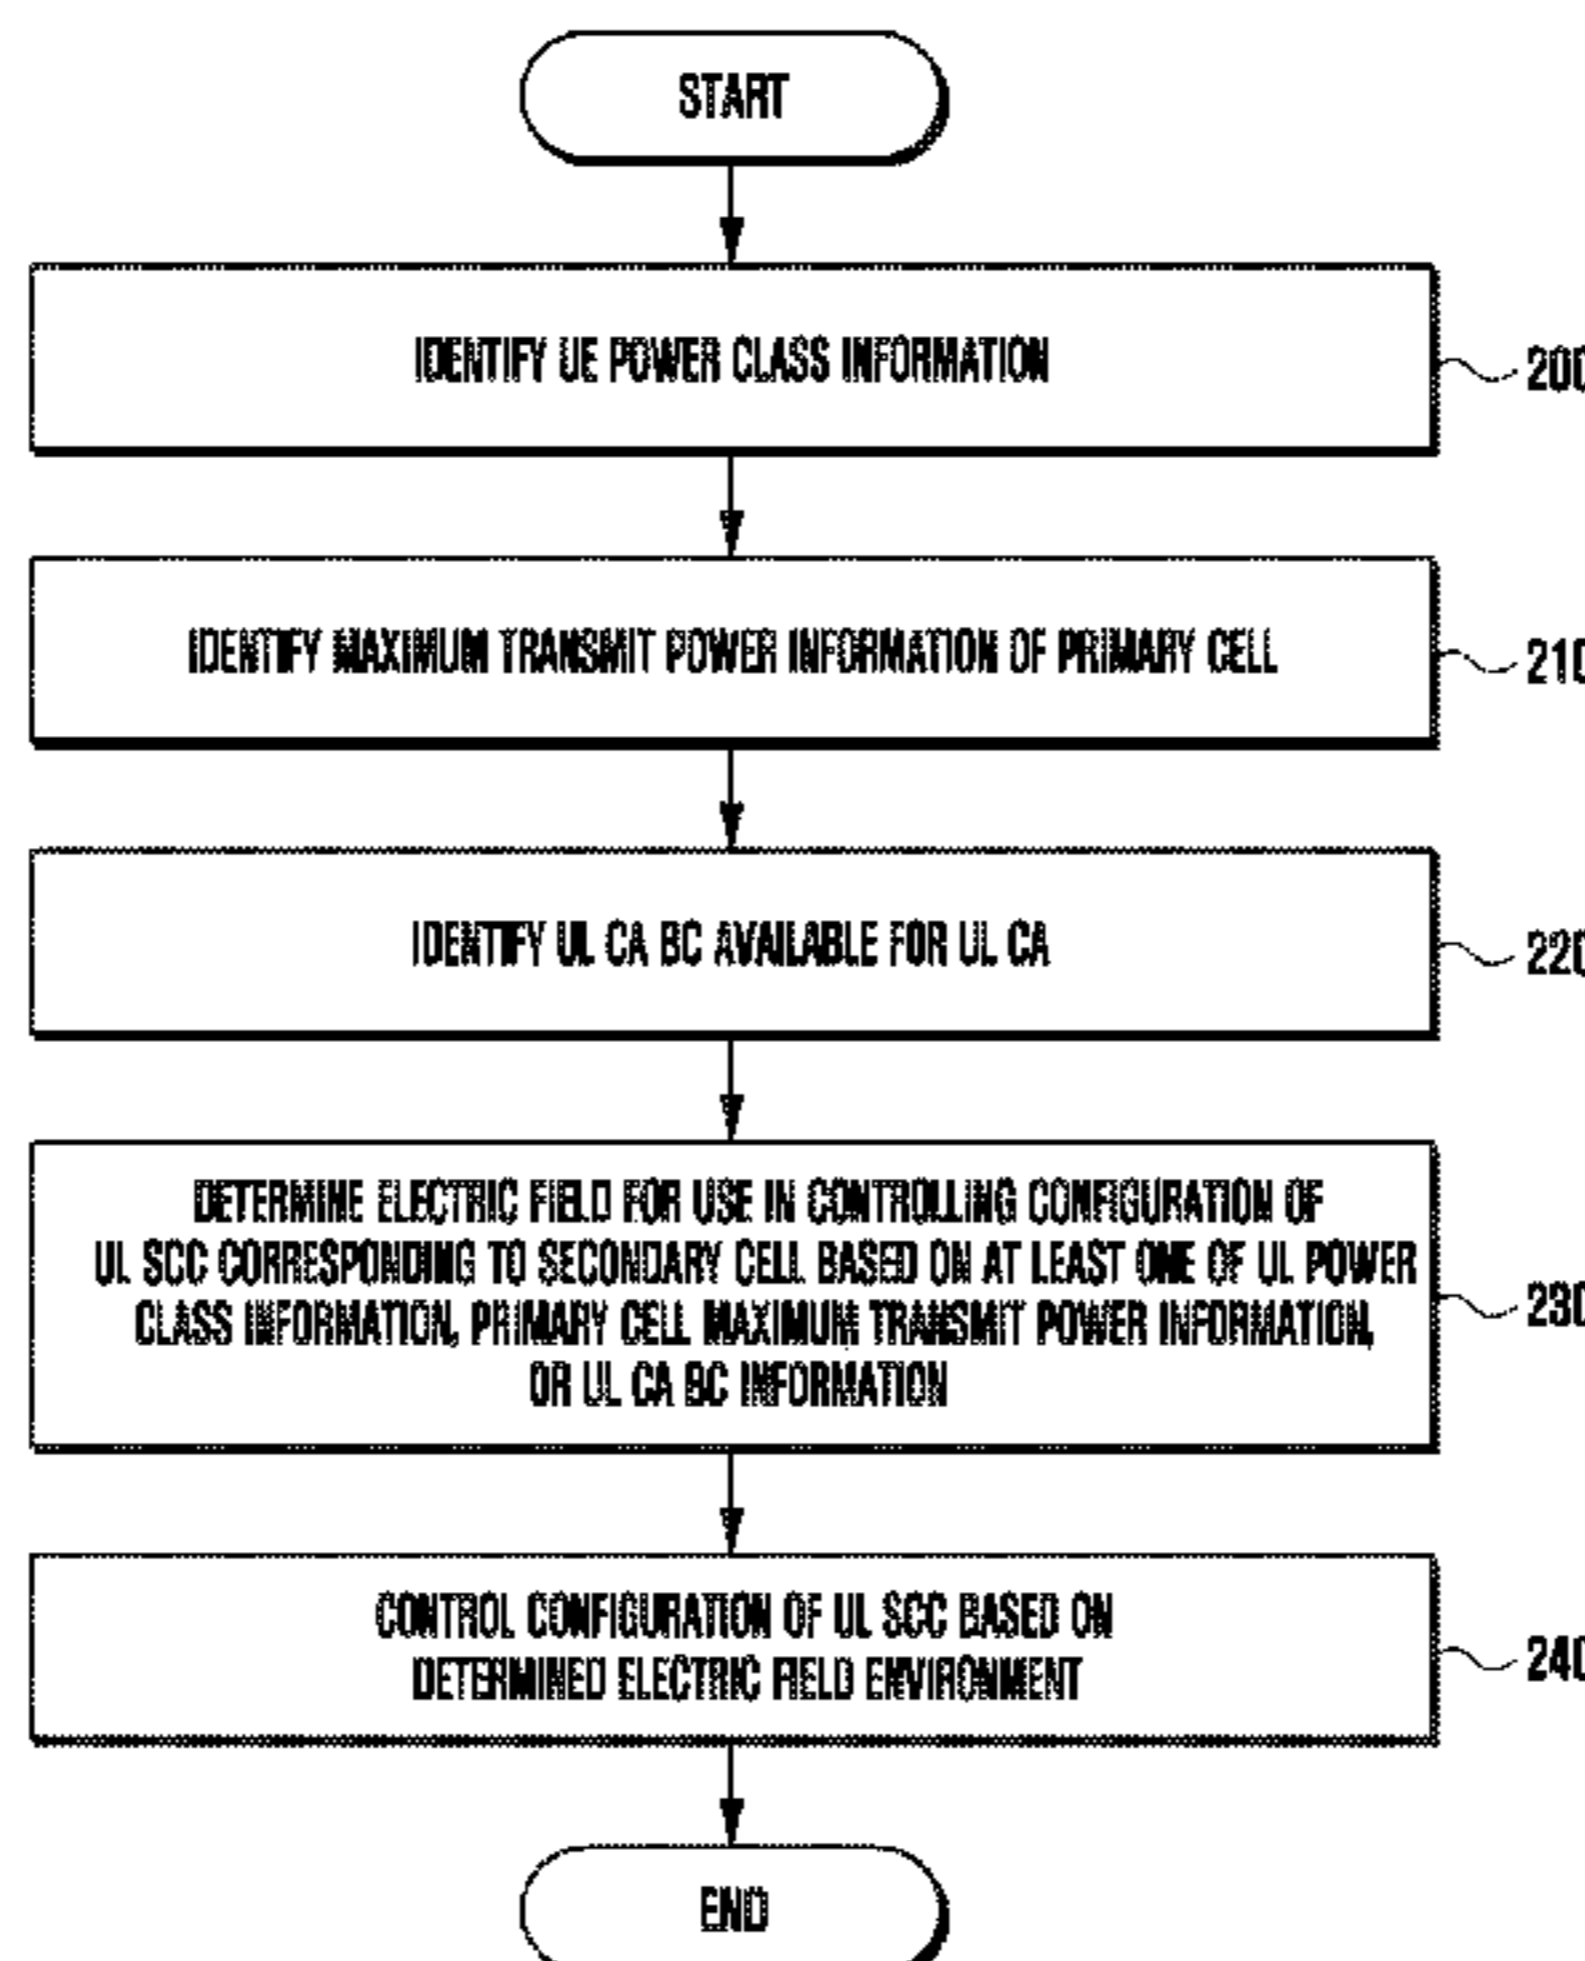 START
IDENTIFY UE POWER CLASS INFORMATION
200
IDENTIFY MAXIMUM TRANSMIT POWER INFORMATION OF PRIMARY CELL
210
IDENTIFY UL CA BC AVAILABLE FOR UL CA
220
DETERMINE ELECTRIC FIELD FOR USE IN CONTROLLING CONFIGURATION OF
UL SCC CORRESPONDING TO SECONDARY CELL BASED ON AT LEAST ONE OF UL POWER
CLASS INFORMATION, PRIMARY CELL MAXIMUM TRANSMIT POWER INFORMATION,
OR UL CA BC INFORMATION
230
CONTROL CONFIGURATION OF UL SCC BASED ON
DETERMINED ELECTRIC FIELD ENVIRONMENT
240
END